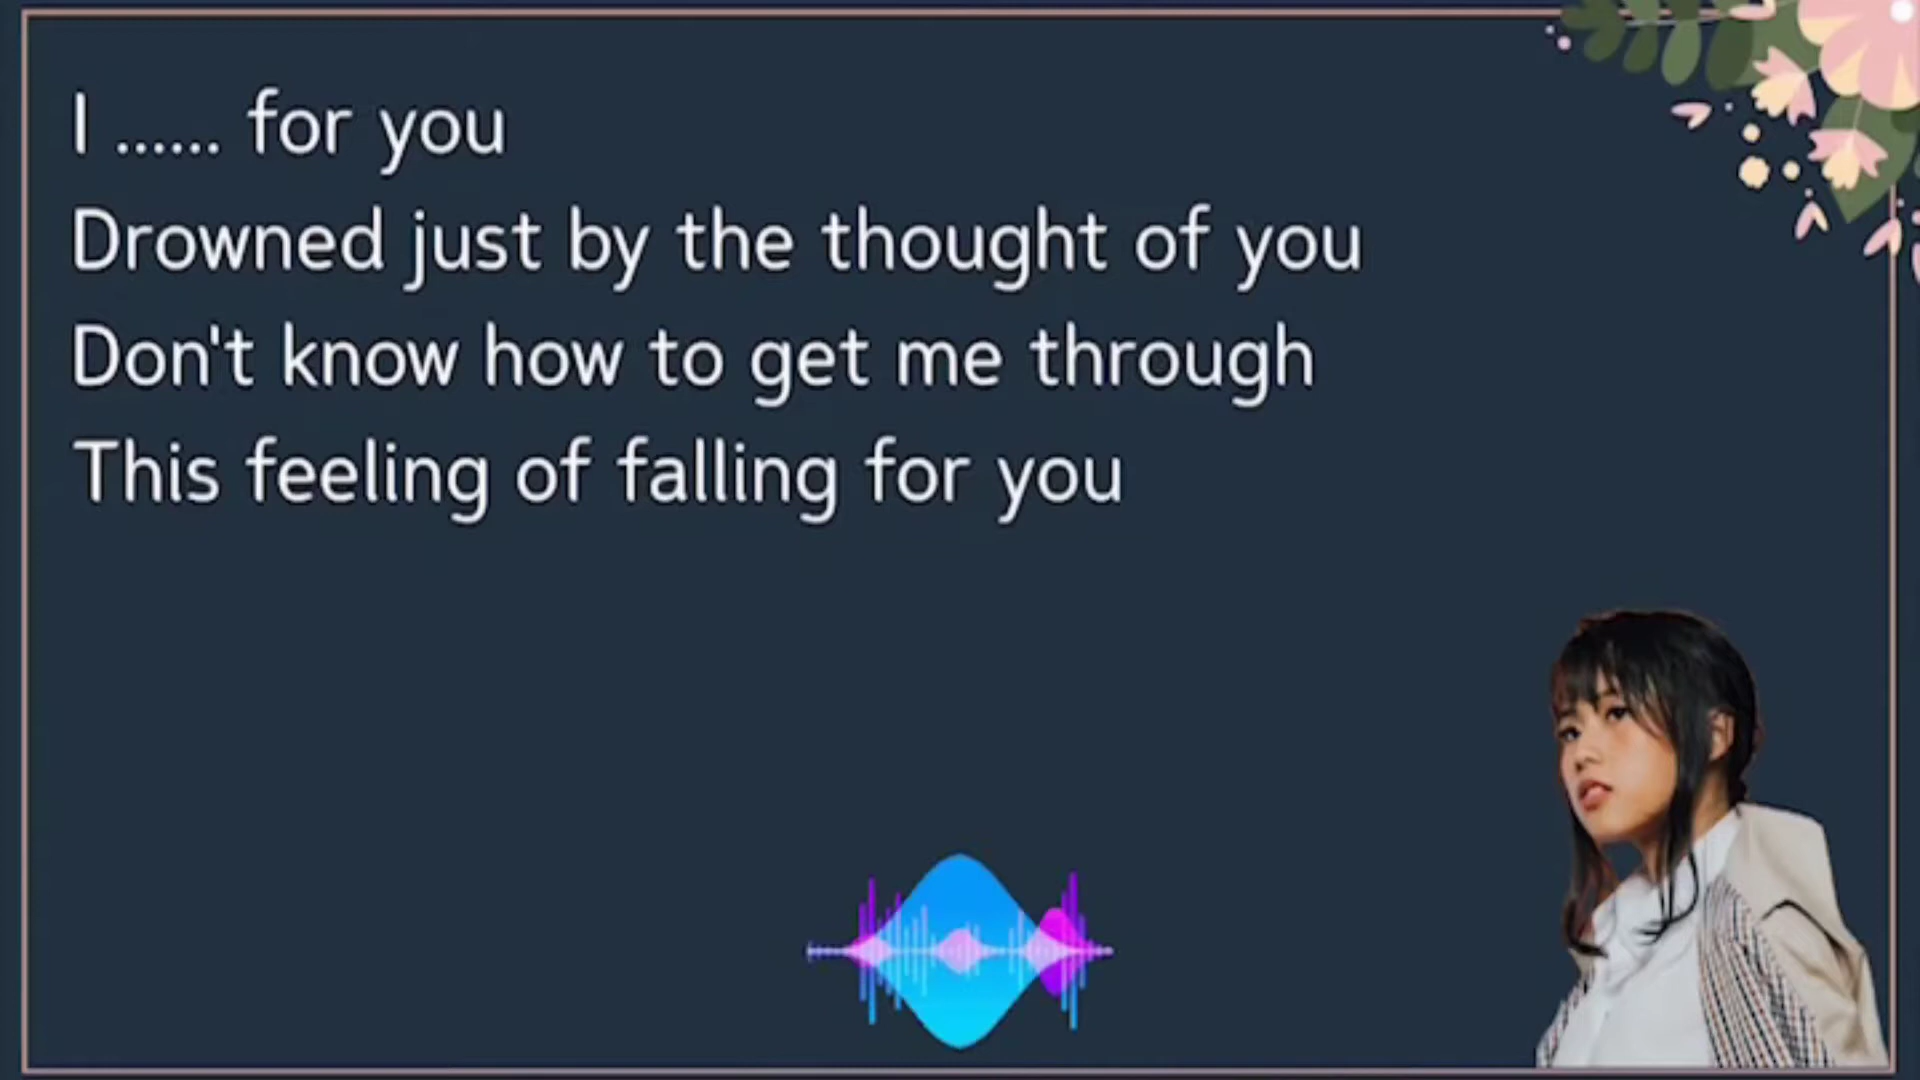 I ...... for you
Drowned just by the thought of you
Don't know how to get me through
This feeling of falling for you